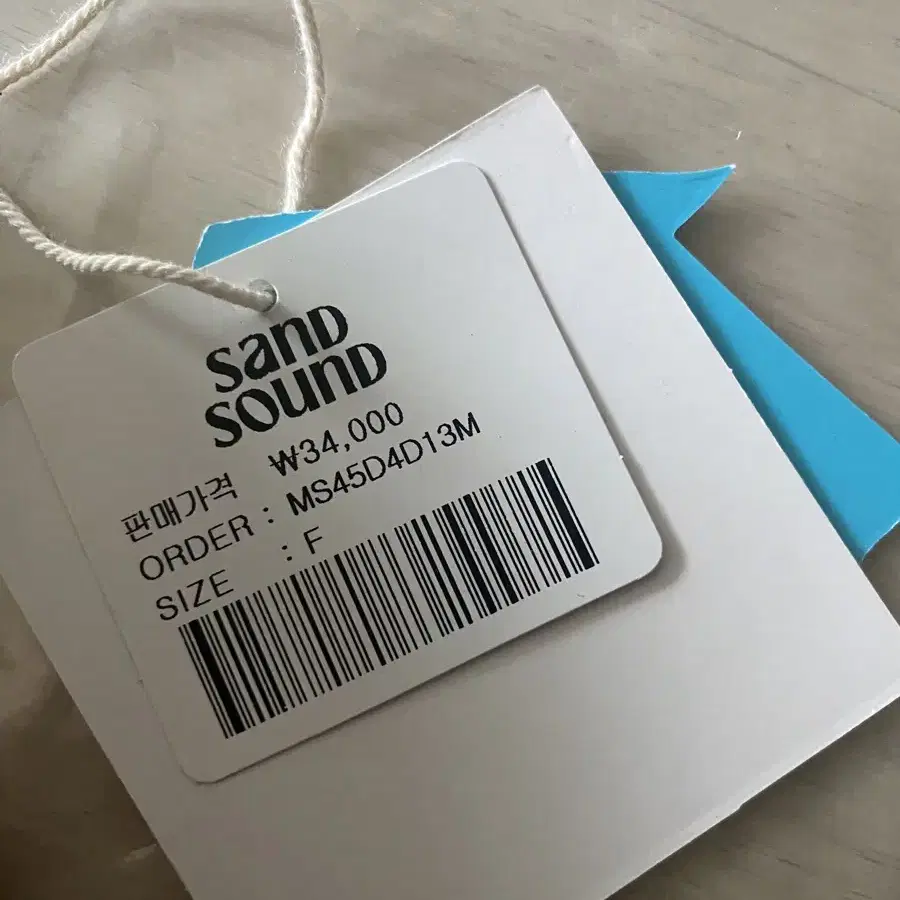 SAND
SOUND
판매가격 ₩34,000
ORDER : MS45D4D13M
SIZE : F